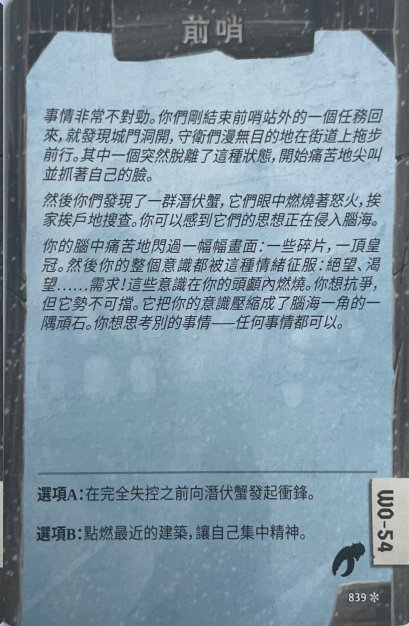 前哨
事情非常不對勁。你們剛結束前哨站外的一個任務回
來，就發現城門洞開，守衛們漫無目的地在街道上拖步
前行。其中一個突然脫離了這種狀態，開始痛苦地尖叫
並抓著自己的臉。
然後你們發現了一群潛伏蟹，它們眼中燃燒著怒火，挨
家挨戶地搜查。你可以感到它們的思想正在侵入腦海。
你的腦中痛苦地閃過一幅幅畫面：一些碎片，一頂皇
冠。然後你的整個意識都被這種情緒征服：絕望、渴
望……需求！這些意識在你的頭顱內燃燒。你想抗爭，
但它勢不可擋。它把你的意識壓縮成了腦海一角的一
隅頑石。你想思考別的事情——任何事情都可以。
選項A：在完全失控之前向潛伏蟹發起衝鋒。
選項B：點燃最近的建築，讓自己集中精神。
WO-54
839